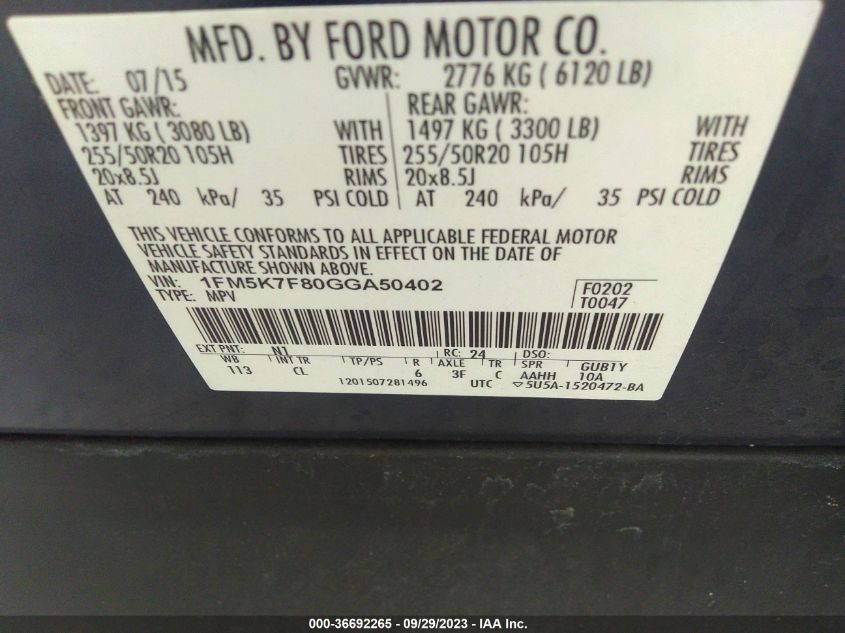 MFD. BY FORD MOTOR CO.
DATE: 07/15 GVWR: 2776 KG ( 6120 LB)
FRONT GAWR: REAR GAWR:
1397 KG ( 3080 LB) WITH 1497 KG ( 3300 LB) WITH
255/50R20 105H TIRES 255/50R20 105H TIRES
20x8.5J RIMS 20x8.5J RIMS
AT 240 kPa/ 35 PSI COLD AT 240 kPa/ 35 PSI COLD
THIS VEHICLE CONFORMS TO ALL APPLICABLE FEDERAL MOTOR
VEHICLE SAFETY STANDARDS IN EFFECT ON THE DATE OF
MANUFACTURE SHOWN ABOVE.
VIN: 1FM5K7F80GGA50402 F0202
TYPE: MPV T0047
EXT PNT: N1 RC: 24 DSO:
WB INT TR TP/PS R AXLE TR SPR GUB1Y
113 CL 6 3F C AAHH 10A
1201507281496 UTC ▽5U5A-1520472-BA
000-36692265 - 09/29/2023 - IAA Inc.